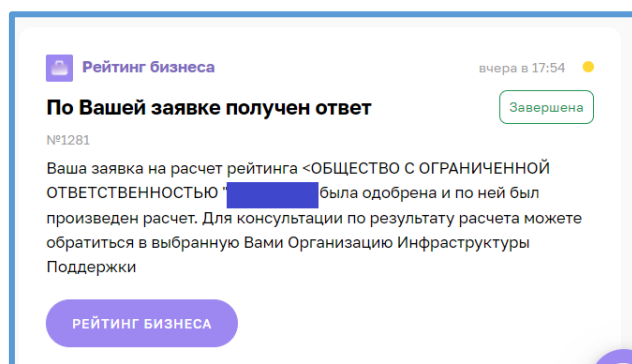 Рейтинг бизнеса
вчера в 17:54
По Вашей заявке получен ответ
Завершена
№1281
Ваша заявка на расчет рейтинга <ОБЩЕСТВО С ОГРАНИЧЕННОЙ
ОТВЕТСТВЕННОСТЬЮ " была одобрена и по ней был
произведен расчет. Для консультации по результату расчета можете
обратиться в выбранную Вами Организацию Инфраструктуры
Поддержки
РЕЙТИНГ БИЗНЕСА